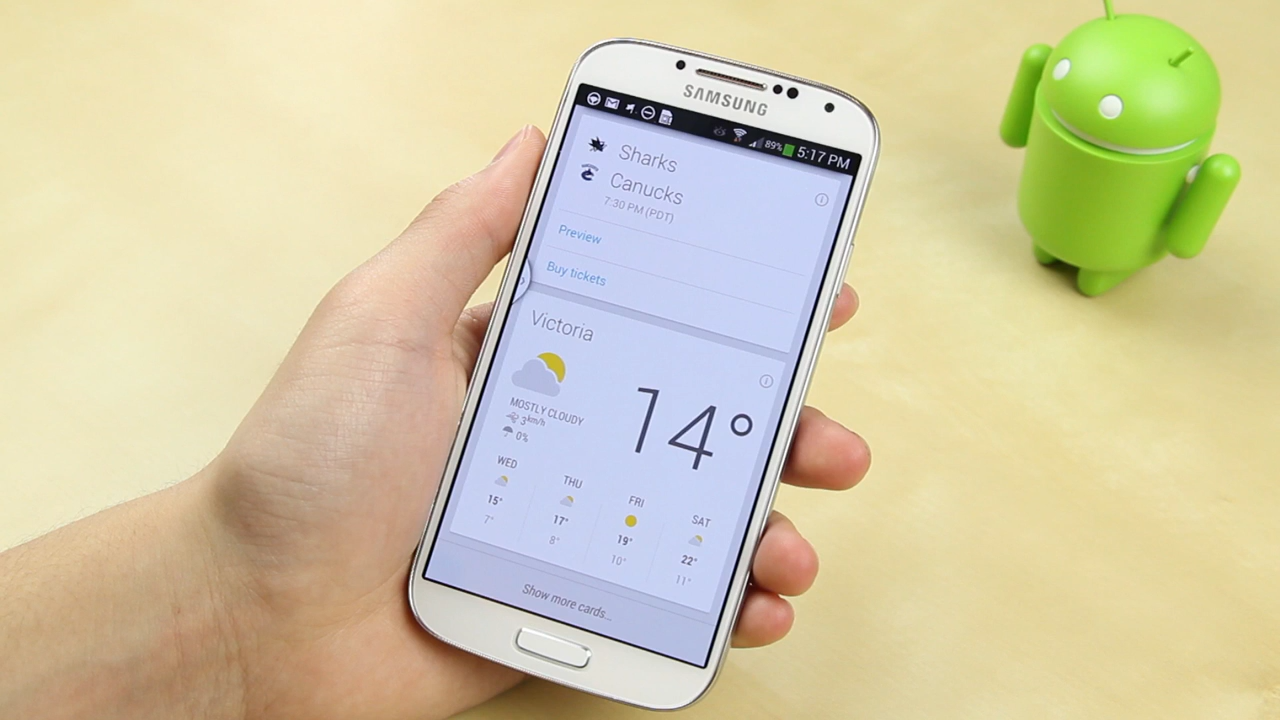 SAMSUNG
89% 5:17 PM
Sharks
Canucks
7:30 PM (PDT)
Preview
Buy tickets
Victoria
MOSTLY CLOUDY
3 km/h
0%
14°
WED THU FRI SAT
15° 17° 19° 22°
7° 8° 10° 11°
Show more cards...